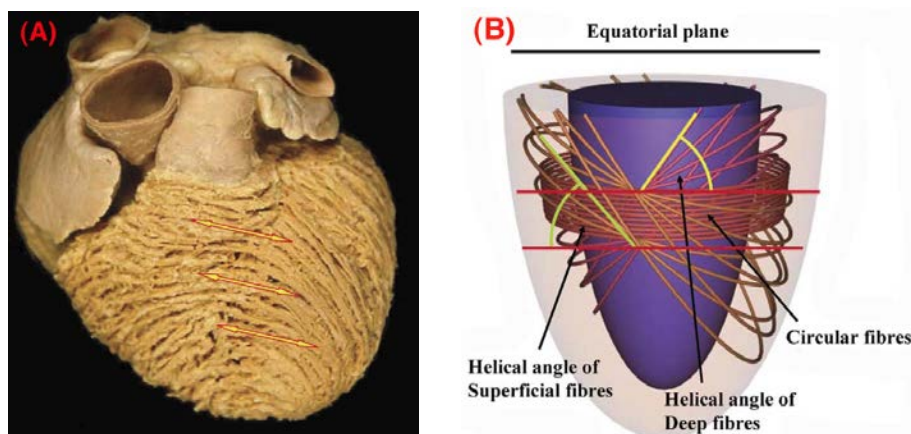 (A)
(B)
Equatorial plane
Circular fibres
Helical angle of
Superficial fibres
Helical angle of
Deep fibres